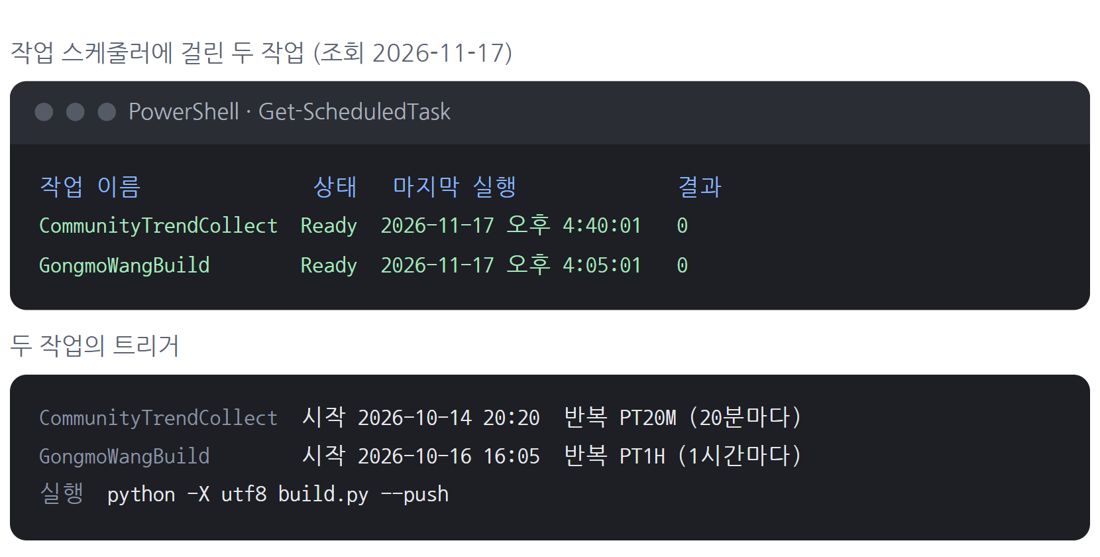 작업 스케줄러에 걸린 두 작업 (조회 2026-11-17)
PowerShell · Get-ScheduledTask
작업 이름 상태 마지막 실행 결과
CommunityTrendCollect Ready 2026-11-17 오후 4:40:01 0
GongmoWangBuild Ready 2026-11-17 오후 4:05:01 0
두 작업의 트리거
CommunityTrendCollect 시작 2026-10-14 20:20 반복 PT20M (20분마다)
GongmoWangBuild 시작 2026-10-16 16:05 반복 PT1H (1시간마다)
실행 python -X utf8 build.py --push